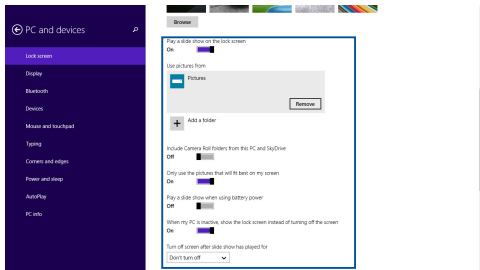 PC and devices
Lock screen
Display
Bluetooth
Devices
Mouse and touchpad
Typing
Corners and edges
Power and sleep
AutoPlay
PC info
Browse
Play a slide show on the lock screen
On
Use pictures from
Pictures
Remove
Add a folder
Include Camera Roll folders from this PC and SkyDrive
Off
Only use the pictures that will fit best on my screen
On
Play a slide show when using battery power
Off
When my PC is inactive, show the lock screen instead of turning off the screen
On
Turn off screen after slide show has played for
Don't turn off